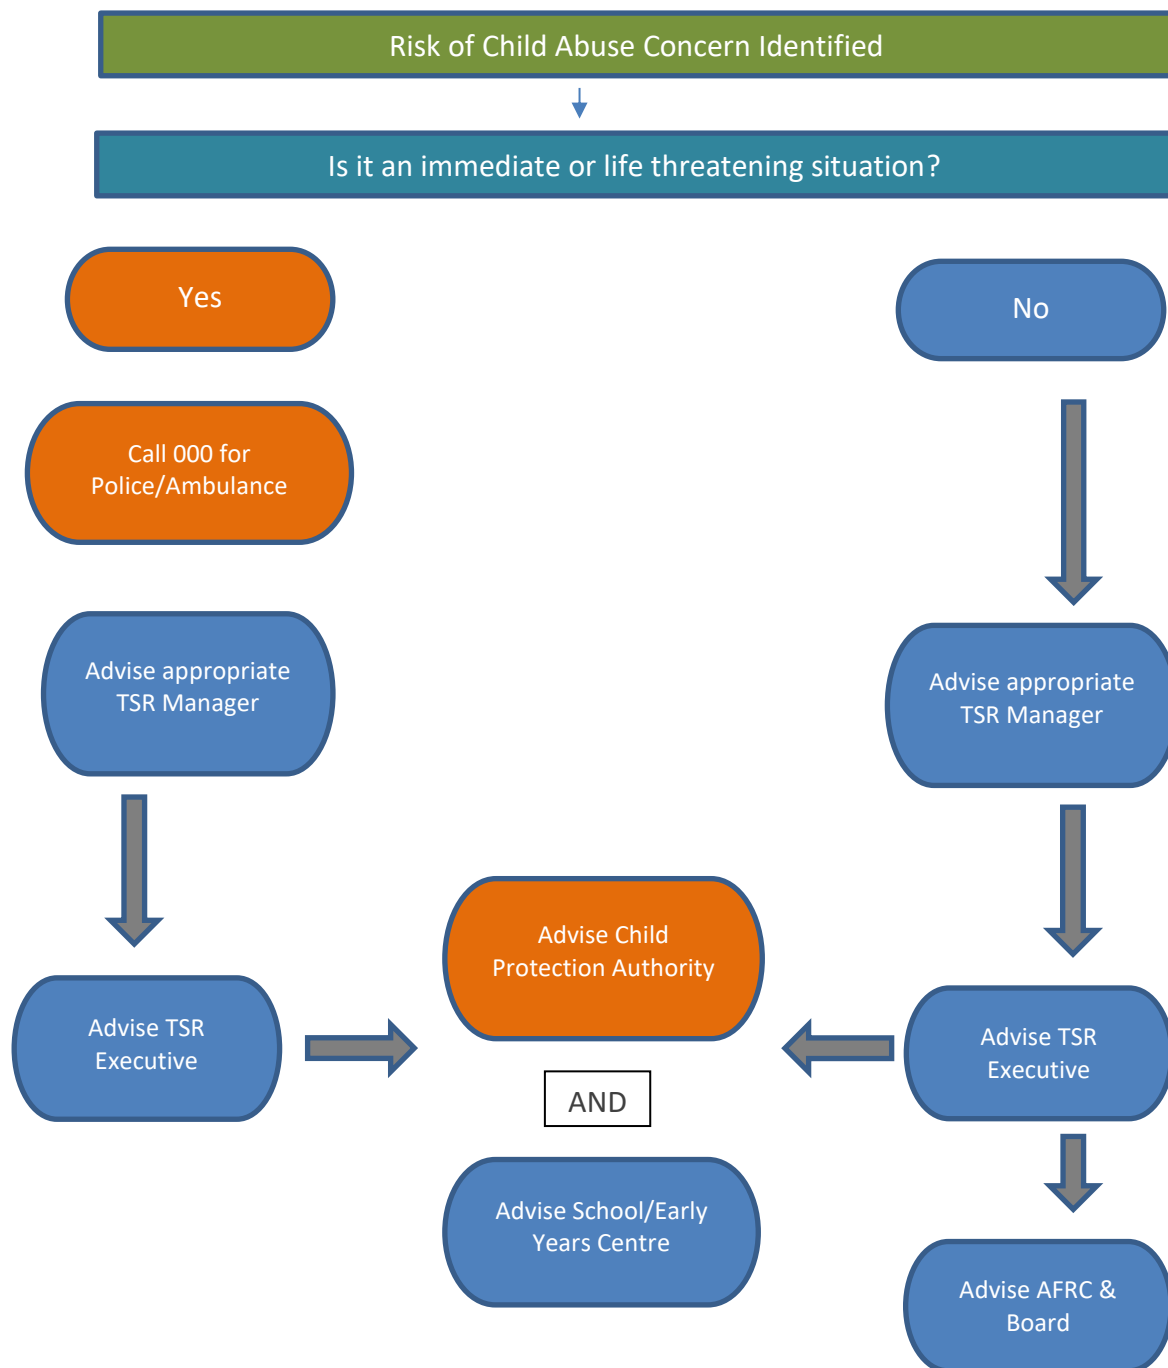 Risk of Child Abuse Concern Identified
Is it an immediate or life threatening situation?
Yes
No
Call 000 for
Police/Ambulance
Advise appropriate
TSR Manager
Advise appropriate
TSR Manager
Advise Child
Protection Authority
Advise TSR
Executive
Advise TSR
Executive
AND
Advise School/Early
Years Centre
Advise AFRC &
Board